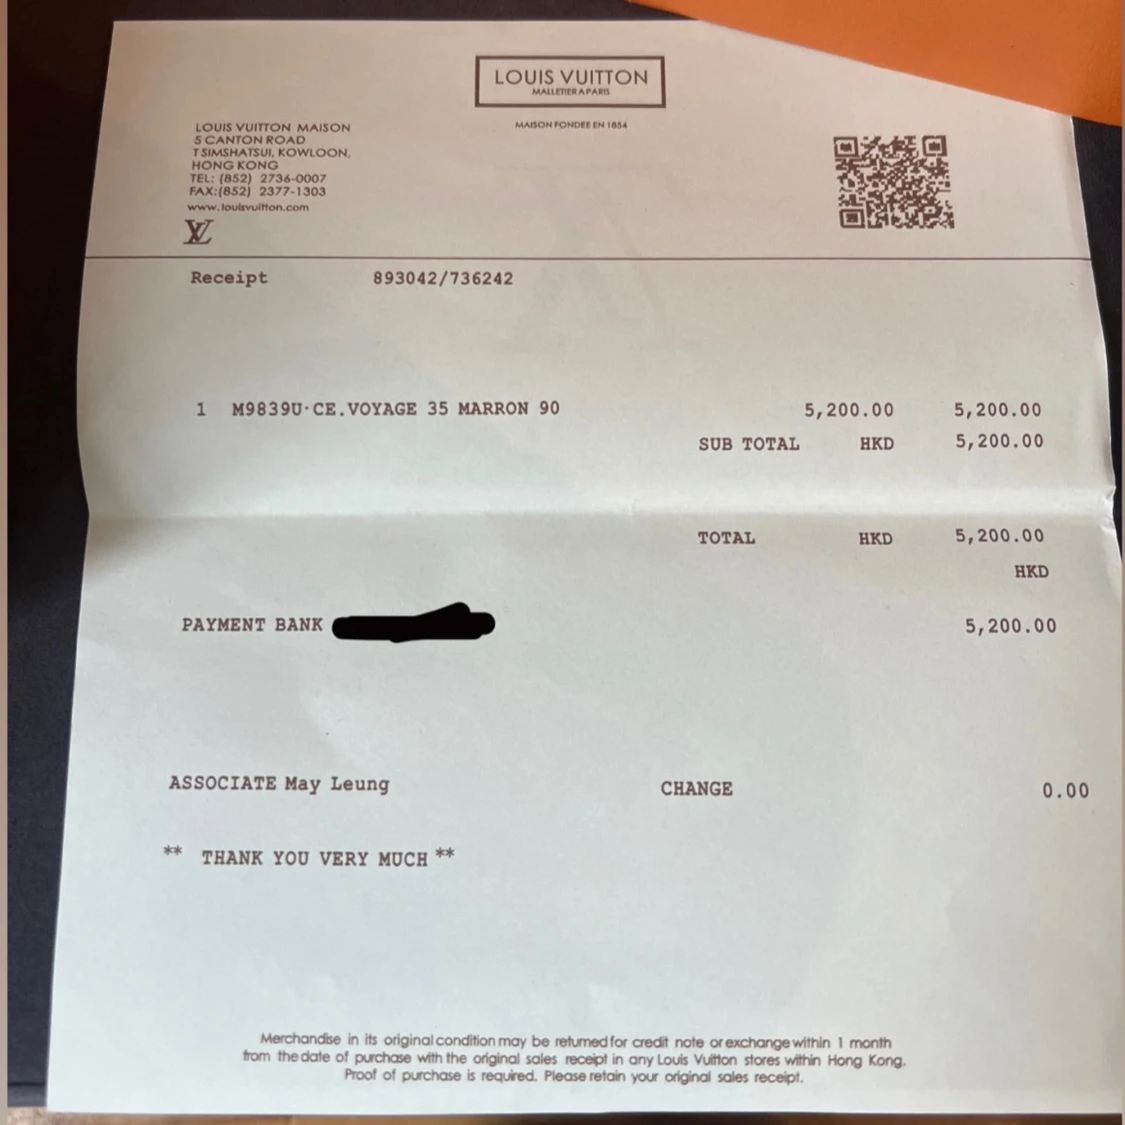 LOUIS VUITTON
MALLETIER A PARIS
MAISON FONDEE EN 1854
LOUIS VUITTON MAISON
5 CANTON ROAD
TSIMSHATSUI, KOWLOON,
HONG KONG
TEL: (852) 2736-0007
FAX:(852) 2377-1303
www.louisvuitton.com
LV
Receipt 893042/736242
1 M9839U·CE.VOYAGE 35 MARRON 90 5,200.00 5,200.00
SUB TOTAL HKD 5,200.00
TOTAL HKD 5,200.00
HKD
PAYMENT BANK 5,200.00
ASSOCIATE May Leung CHANGE 0.00
** THANK YOU VERY MUCH **
Merchandise in its original condition may be returned for credit note or exchange within 1 month
from the date of purchase with the original sales receipt in any Louis Vuitton stores within Hong Kong.
Proof of purchase is required. Please retain your original sales receipt.